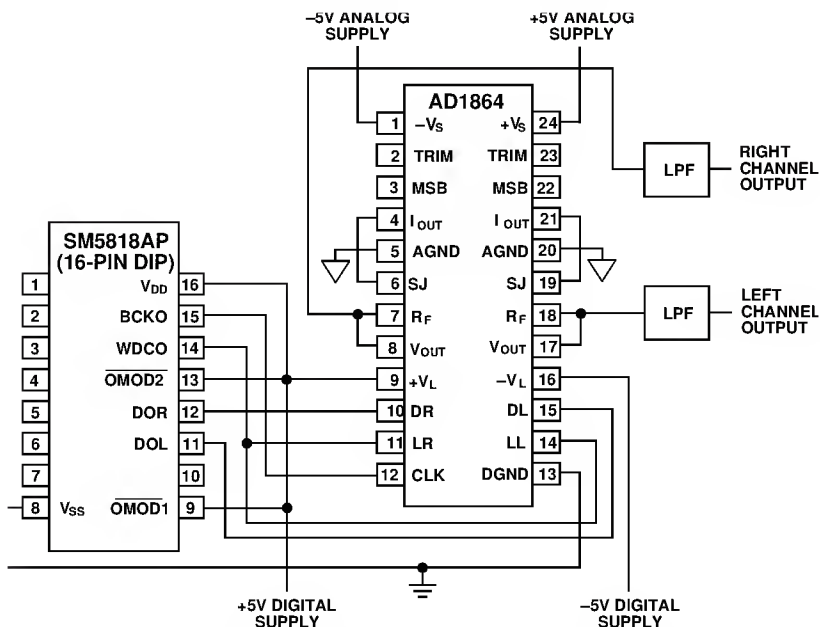 –5V ANALOG
SUPPLY
+5V ANALOG
SUPPLY
AD1864
1 –VS +VS 24
2 TRIM TRIM 23
3 MSB MSB 22
4 IOUT IOUT 21
5 AGND AGND 20
6 SJ SJ 19
7 RF RF 18
8 VOUT VOUT 17
9 +VL –VL 16
10 DR DL 15
11 LR LL 14
12 CLK DGND 13
LPF
RIGHT
CHANNEL
OUTPUT
LPF
LEFT
CHANNEL
OUTPUT
SM5818AP
(16-PIN DIP)
1 VDD 16
2 BCKO 15
3 WDCO 14
4 OMOD2 13
5 DOR 12
6 DOL 11
7 10
8 VSS OMOD1 9
+5V DIGITAL
SUPPLY
–5V DIGITAL
SUPPLY